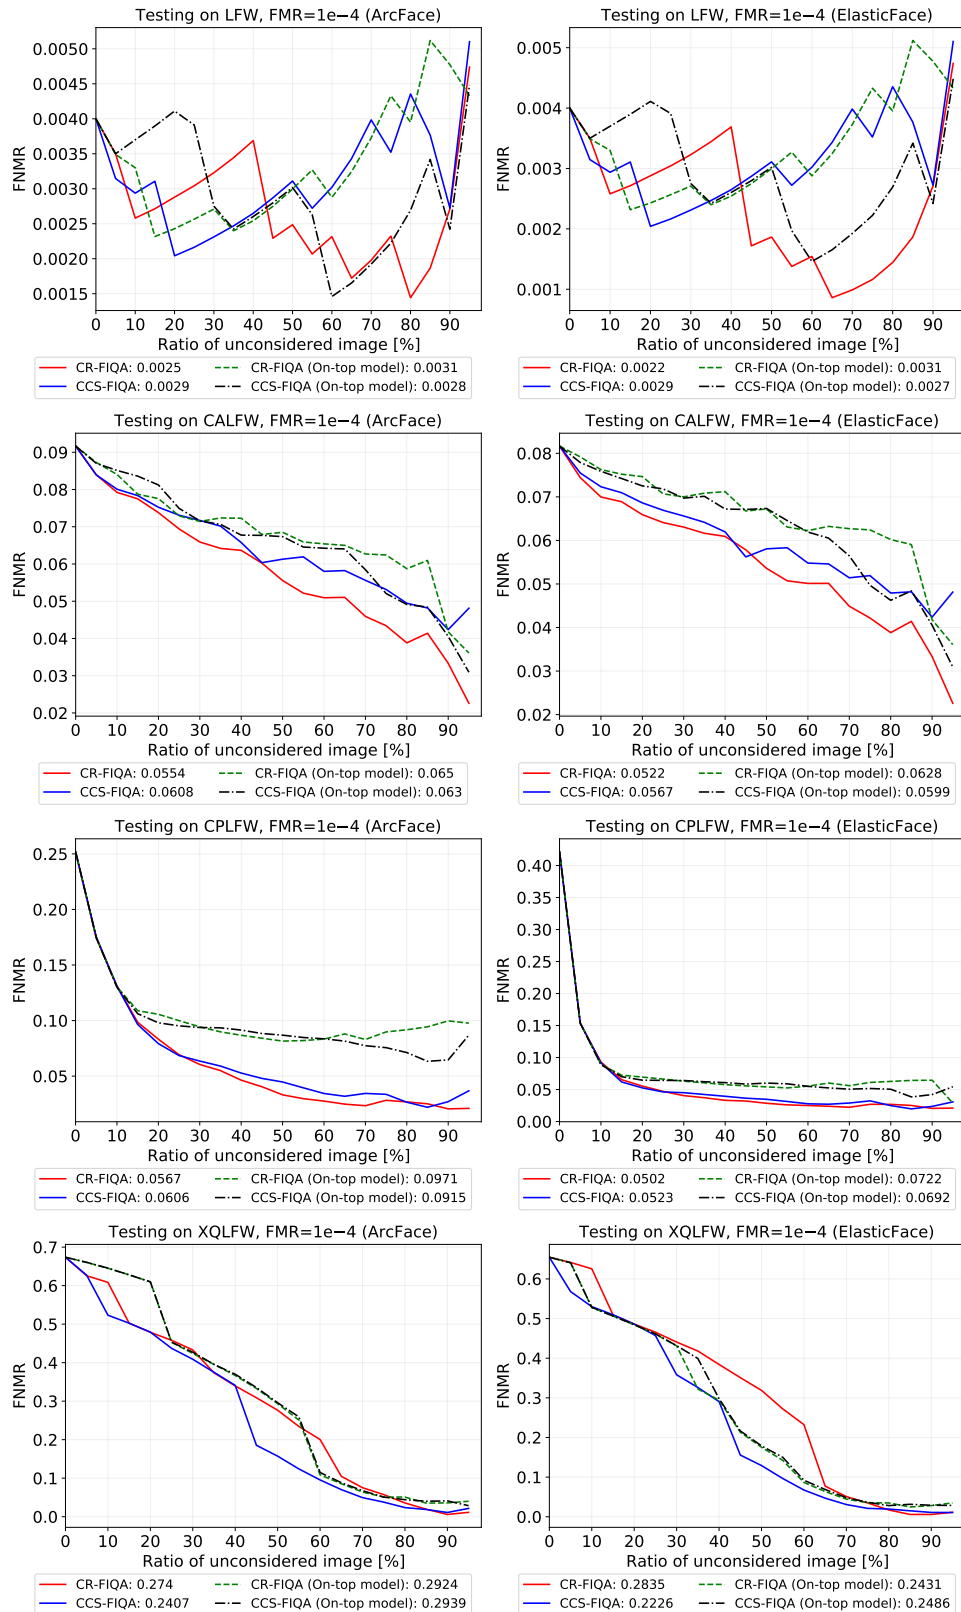 Testing on LFW, FMR=1e−4 (ArcFace)
FNMR
0.0050
0.0045
0.0040
0.0035
0.0030
0.0025
0.0020
0.0015
0 10 20 30 40 50 60 70 80 90
Ratio of unconsidered image [%]
CR-FIQA: 0.0025
CCS-FIQA: 0.0029
CR-FIQA (On-top model): 0.0031
CCS-FIQA (On-top model): 0.0028
Testing on LFW, FMR=1e−4 (ElasticFace)
FNMR
0.005
0.004
0.003
0.002
0.001
0 10 20 30 40 50 60 70 80 90
Ratio of unconsidered image [%]
CR-FIQA: 0.0022
CCS-FIQA: 0.0029
CR-FIQA (On-top model): 0.0031
CCS-FIQA (On-top model): 0.0027
Testing on CALFW, FMR=1e−4 (ArcFace)
FNMR
0.09
0.08
0.07
0.06
0.05
0.04
0.03
0.02
0 10 20 30 40 50 60 70 80 90
Ratio of unconsidered image [%]
CR-FIQA: 0.0554
CCS-FIQA: 0.0608
CR-FIQA (On-top model): 0.065
CCS-FIQA (On-top model): 0.063
Testing on CALFW, FMR=1e−4 (ElasticFace)
FNMR
0.08
0.07
0.06
0.05
0.04
0.03
0.02
0 10 20 30 40 50 60 70 80 90
Ratio of unconsidered image [%]
CR-FIQA: 0.0522
CCS-FIQA: 0.0567
CR-FIQA (On-top model): 0.0628
CCS-FIQA (On-top model): 0.0599
Testing on CPLFW, FMR=1e−4 (ArcFace)
FNMR
0.25
0.20
0.15
0.10
0.05
0 10 20 30 40 50 60 70 80 90
Ratio of unconsidered image [%]
CR-FIQA: 0.0567
CCS-FIQA: 0.0606
CR-FIQA (On-top model): 0.0971
CCS-FIQA (On-top model): 0.0915
Testing on CPLFW, FMR=1e−4 (ElasticFace)
FNMR
0.40
0.35
0.30
0.25
0.20
0.15
0.10
0.05
0.00
0 10 20 30 40 50 60 70 80 90
Ratio of unconsidered image [%]
CR-FIQA: 0.0502
CCS-FIQA: 0.0523
CR-FIQA (On-top model): 0.0722
CCS-FIQA (On-top model): 0.0692
Testing on XQLFW, FMR=1e−4 (ArcFace)
FNMR
0.7
0.6
0.5
0.4
0.3
0.2
0.1
0.0
0 10 20 30 40 50 60 70 80 90
Ratio of unconsidered image [%]
CR-FIQA: 0.274
CCS-FIQA: 0.2407
CR-FIQA (On-top model): 0.2924
CCS-FIQA (On-top model): 0.2939
Testing on XQLFW, FMR=1e−4 (ElasticFace)
FNMR
0.6
0.5
0.4
0.3
0.2
0.1
0.0
0 10 20 30 40 50 60 70 80 90
Ratio of unconsidered image [%]
CR-FIQA: 0.2835
CCS-FIQA: 0.2226
CR-FIQA (On-top model): 0.2431
CCS-FIQA (On-top model): 0.2486